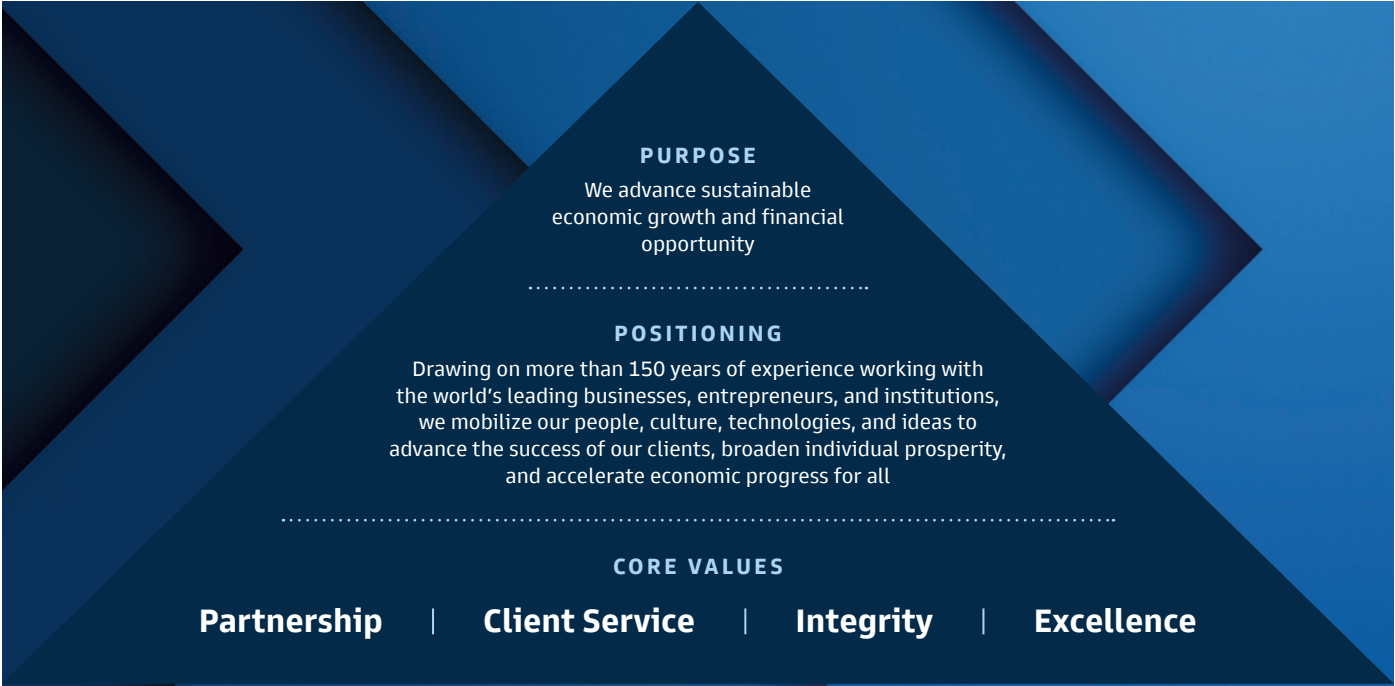 PURPOSE
We advance sustainable
economic growth and financial
opportunity
POSITIONING
Drawing on more than 150 years of experience working with
the world’s leading businesses, entrepreneurs, and institutions,
we mobilize our people, culture, technologies, and ideas to
advance the success of our clients, broaden individual prosperity,
and accelerate economic progress for all
CORE VALUES
Partnership | Client Service | Integrity | Excellence